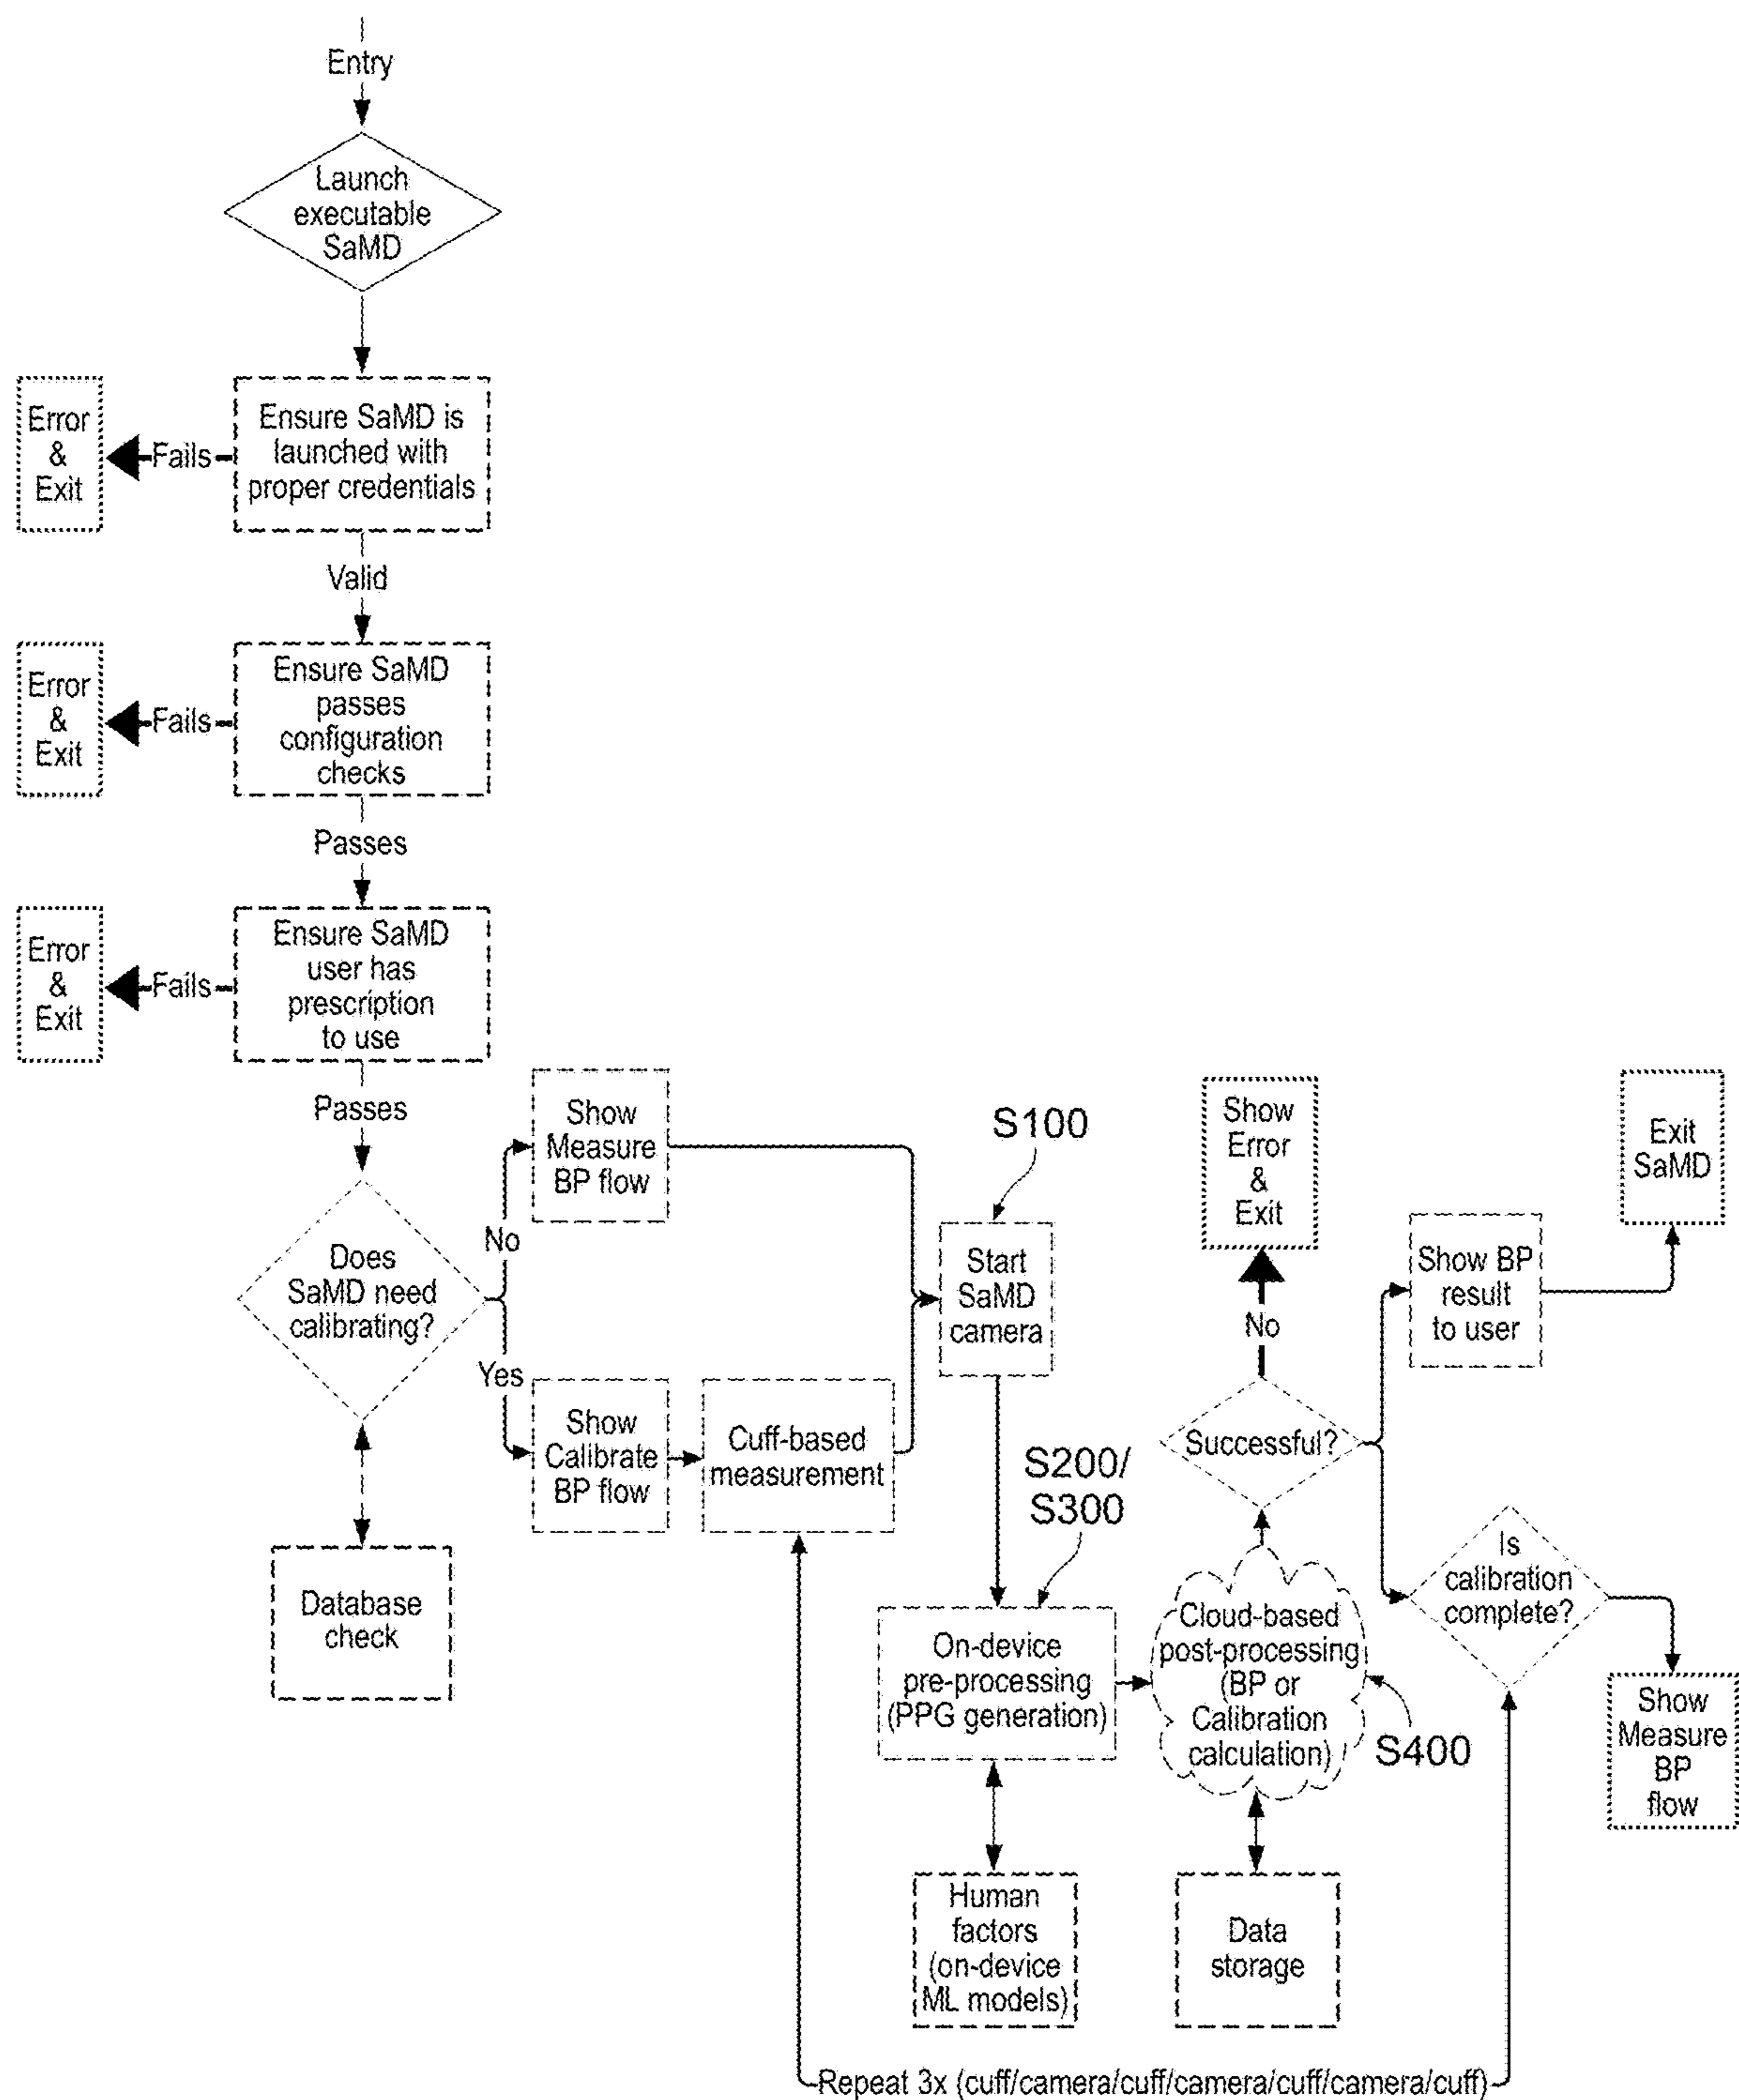 Entry
Launch
executable
SaMD
Error
&
Exit
Fails
Ensure SaMD is
launched with
proper credentials
Valid
Error
&
Exit
Fails
Ensure SaMD
passes
configuration
checks
Passes
Error
&
Exit
Fails
Ensure SaMD
user has
prescription
to use
Passes
Does
SaMD need
calibrating?
Database
check
No
Show
Measure
BP flow
Yes
Show
Calibrate
BP flow
Cuff-based
measurement
S100
Start
SaMD
camera
S200/
S300
On-device
pre-processing
(PPG generation)
Human
factors
(on-device
ML models)
Cloud-based
post-processing
(BP or
Calibration
calculation)
S400
Data
storage
Successful?
No
Show
Error
&
Exit
Show BP
result
to user
Exit
SaMD
Is
calibration
complete?
Show
Measure
BP
flow
Repeat 3x (cuff/camera/cuff/camera/cuff/camera/cuff)